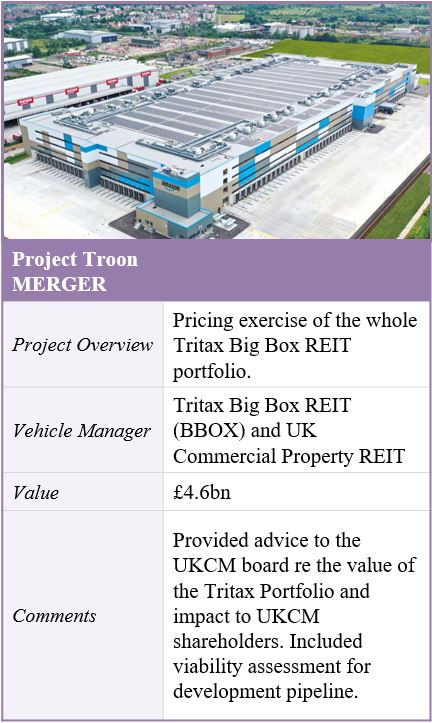 amazon
Project Troon
MERGER
Project Overview
Pricing exercise of the whole
Tritax Big Box REIT
portfolio.
Vehicle Manager
Tritax Big Box REIT
(BBOX) and UK
Commercial Property REIT
Value
£4.6bn
Comments
Provided advice to the
UKCM board re the value of
the Tritax Portfolio and
impact to UKCM
shareholders. Included
viability assessment for
development pipeline.